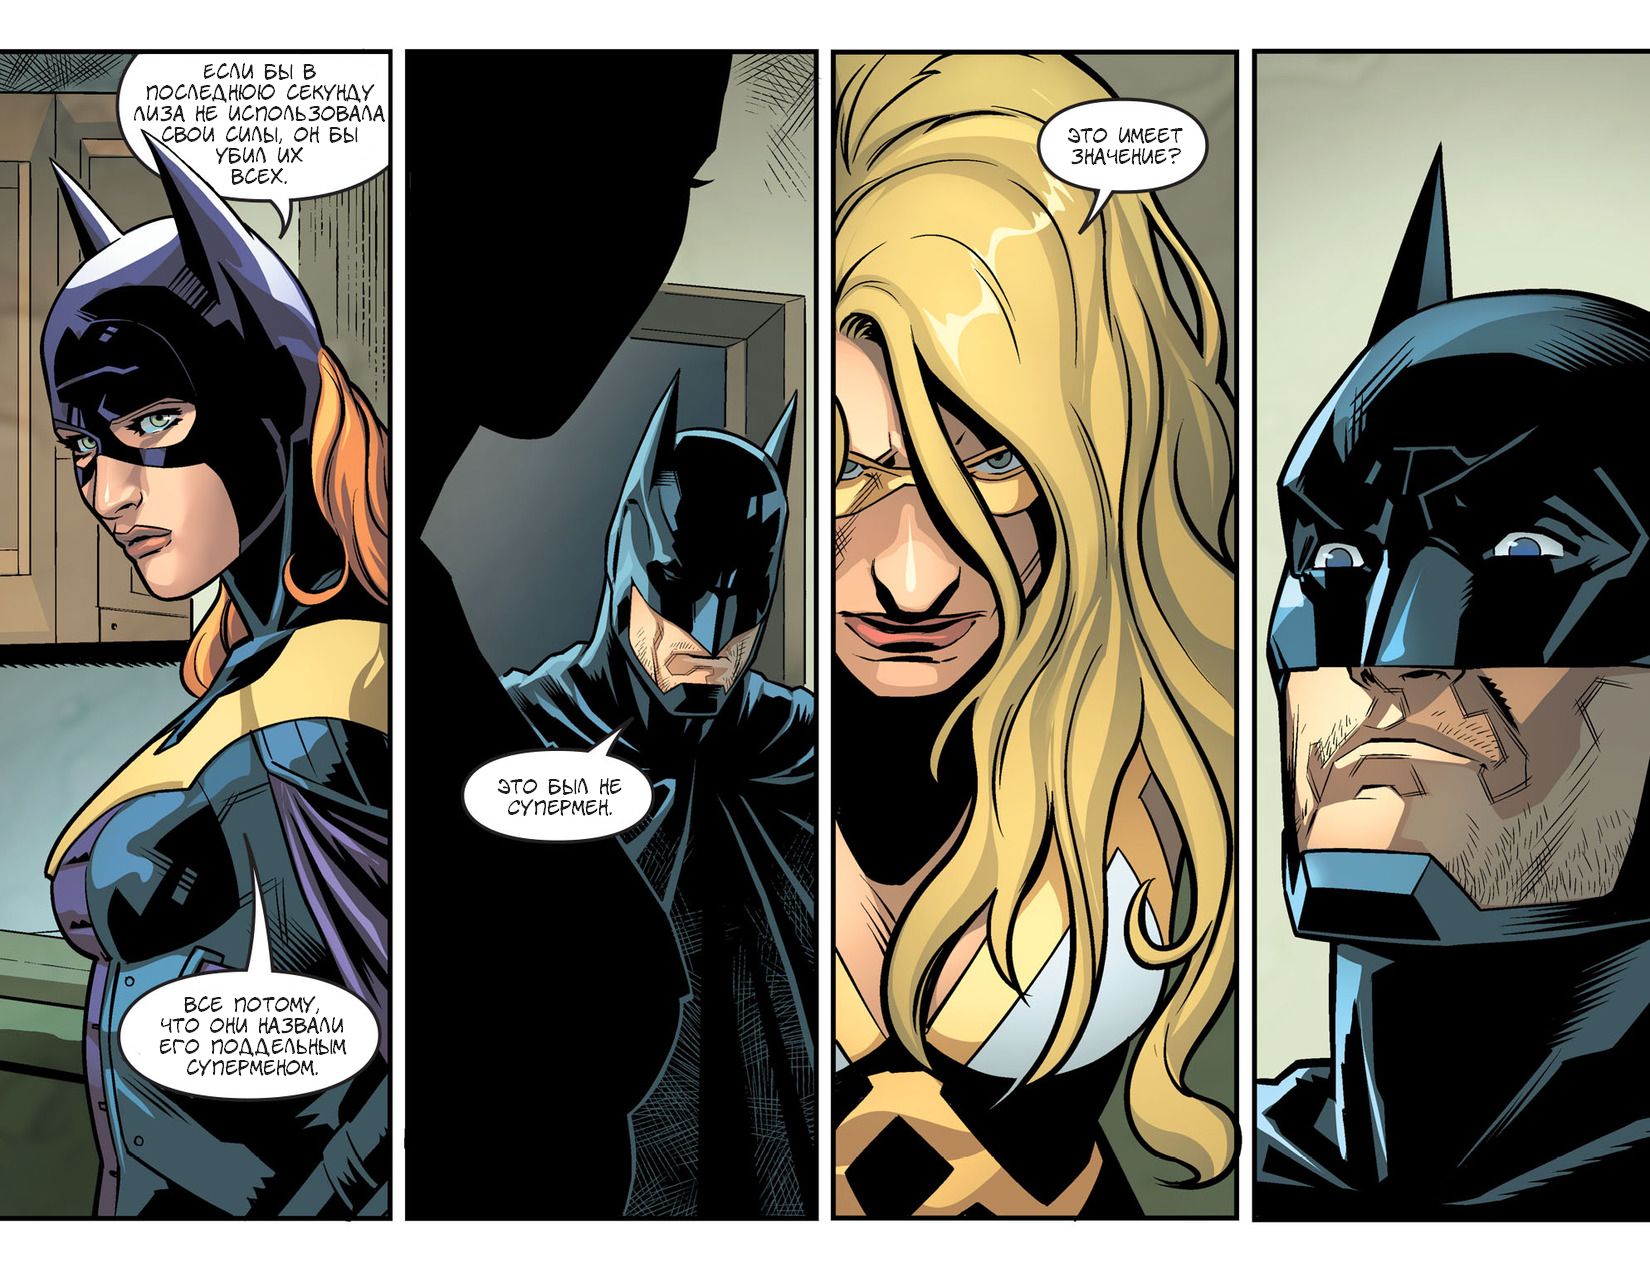 ЕСЛИ БЫ В
ПОСЛЕДНЮЮ СЕКУНДУ
ЛИЗА НЕ ИСПОЛЬЗОВАЛА
СВОИ СИЛЫ, ОН БЫ
УБИЛ ИХ
ВСЕХ.
ВСЕ ПОТОМУ,
ЧТО ОНИ НАЗВАЛИ
ЕГО ПОДДЕЛЬНЫМ
СУПЕРМЕНОМ.
ЭТО БЫЛ НЕ
СУПЕРМЕН.
ЭТО ИМЕЕТ
ЗНАЧЕНИЕ?